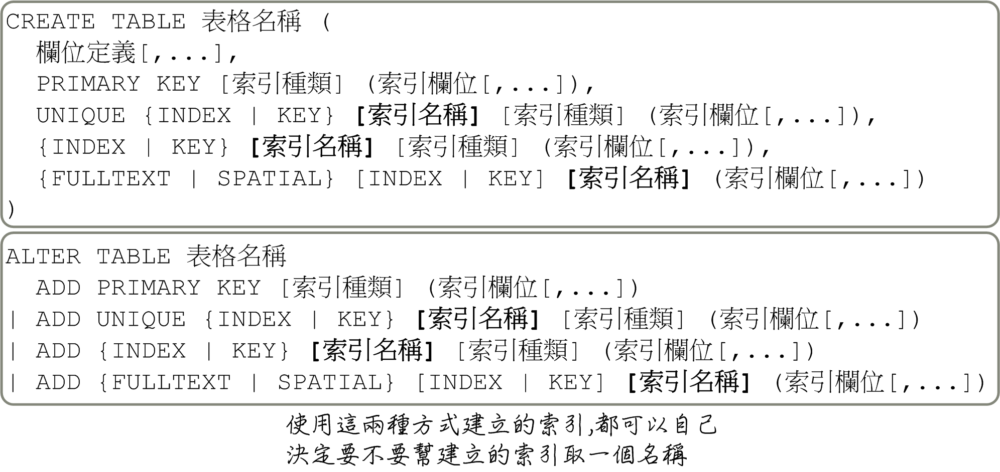 CREATE TABLE 表格名稱 (
欄位定義[,...],
PRIMARY KEY [索引種類] (索引欄位[,...]),
UNIQUE {INDEX | KEY} [索引名稱] [索引種類] (索引欄位[,...]),
{INDEX | KEY} [索引名稱] [索引種類] (索引欄位[,...]),
{FULLTEXT | SPATIAL} [INDEX | KEY] [索引名稱] (索引欄位[,...])
)
ALTER TABLE 表格名稱
ADD PRIMARY KEY [索引種類] (索引欄位[,...])
| ADD UNIQUE {INDEX | KEY} [索引名稱] [索引種類] (索引欄位[,...])
| ADD {INDEX | KEY} [索引名稱] [索引種類] (索引欄位[,...])
| ADD {FULLTEXT | SPATIAL} [INDEX | KEY] [索引名稱] (索引欄位[,...])
使用這兩種方式建立的索引,都可以自己
決定要不要幫建立的索引取一個名稱